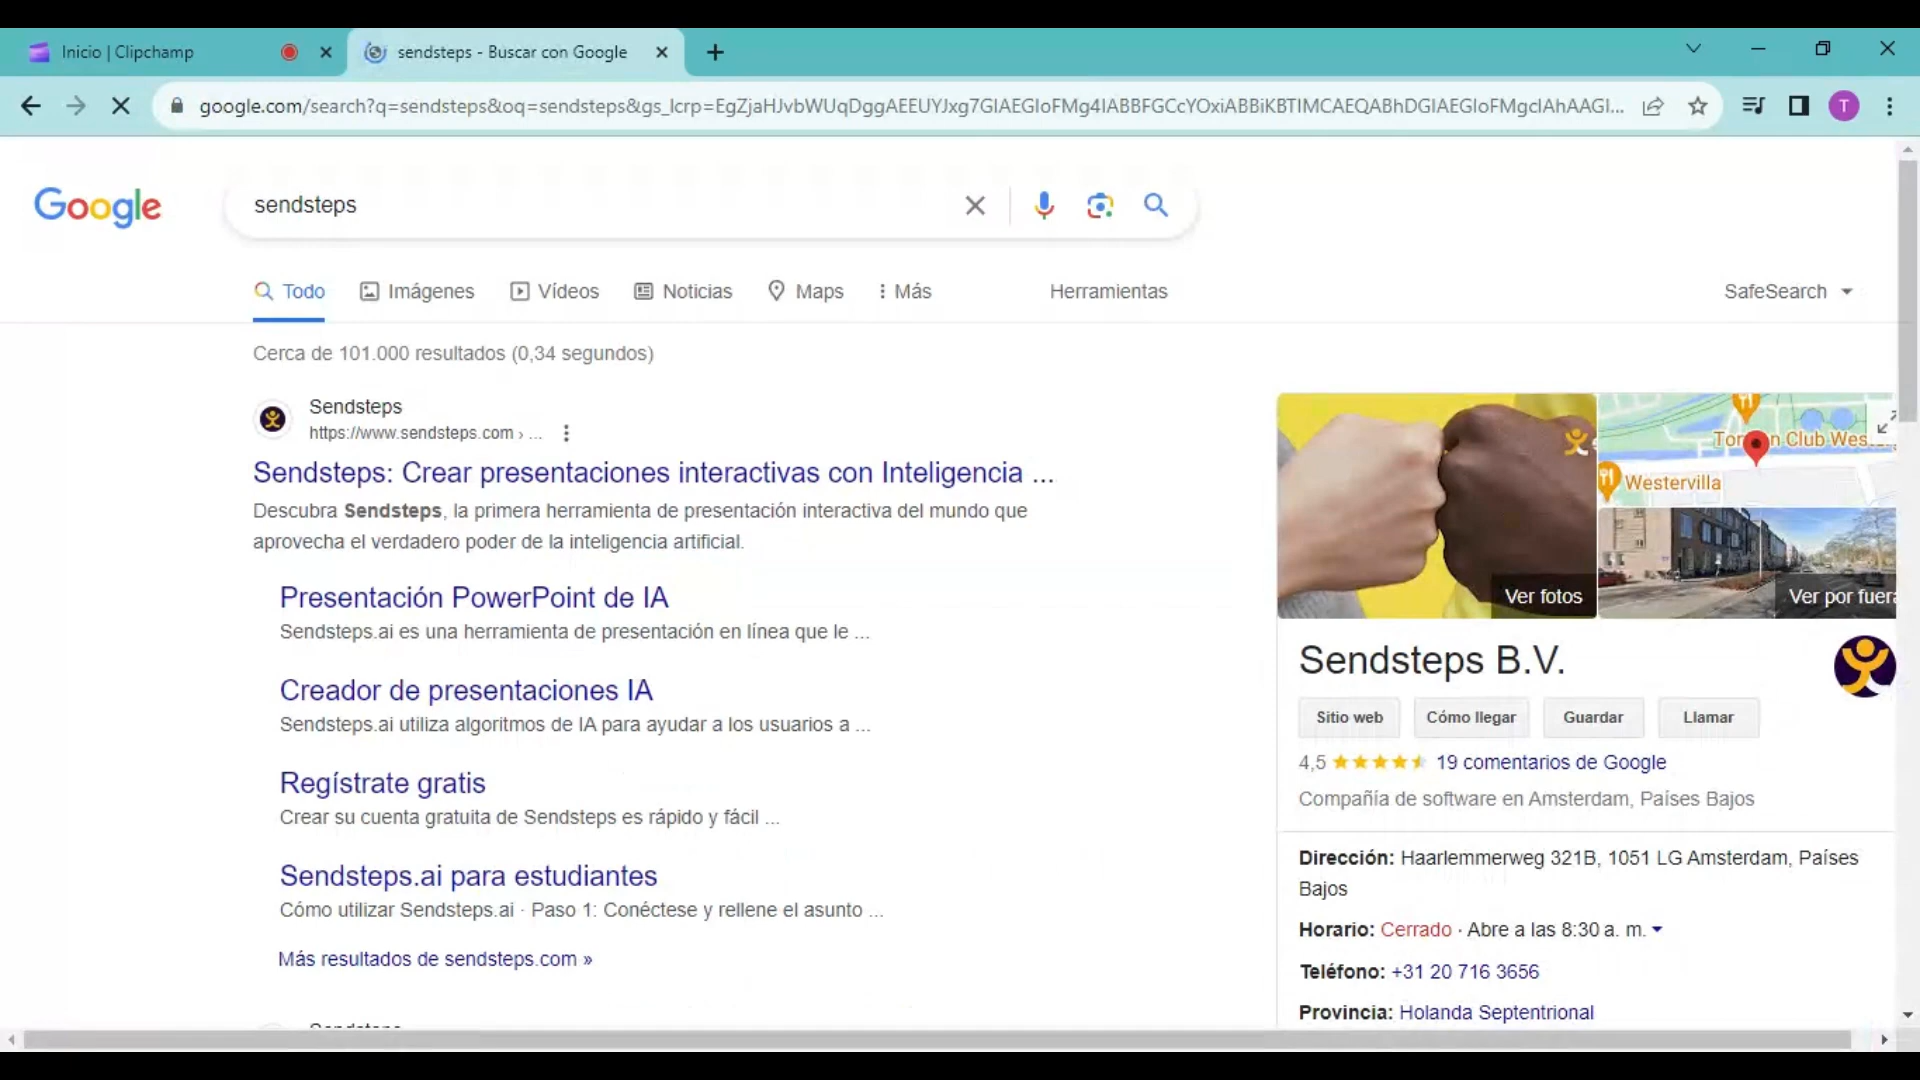 Inicio | Clipchamp
sendsteps - Buscar con Google
google.com/search?q=sendsteps&oq=sendsteps&gs_lcrp=EgZjaHJvbWUqDggAEEUYJxg7GIAEGIoFMg4IABBFGCcYOxiABBiKBTIMCAEQABhDGIAEGIoFMgcIAhAAGI...
T
Google
sendsteps
Todo
Imágenes
Vídeos
Noticias
Maps
Más
Herramientas
SafeSearch
Cerca de 101.000 resultados (0,34 segundos)
Sendsteps
https://www.sendsteps.com › ...
Sendsteps: Crear presentaciones interactivas con Inteligencia ...
Descubra Sendsteps, la primera herramienta de presentación interactiva del mundo que
aprovecha el verdadero poder de la inteligencia artificial.
Presentación PowerPoint de IA
Sendsteps.ai es una herramienta de presentación en línea que le ...
Creador de presentaciones IA
Sendsteps.ai utiliza algoritmos de IA para ayudar a los usuarios a ...
Regístrate gratis
Crear su cuenta gratuita de Sendsteps es rápido y fácil ...
Sendsteps.ai para estudiantes
Cómo utilizar Sendsteps.ai · Paso 1: Conéctese y rellene el asunto ...
Más resultados de sendsteps.com »
Westervilla
Ver fotos
Ver por fuera
Sendsteps B.V.
Sitio web
Cómo llegar
Guardar
Llamar
4,5
19 comentarios de Google
Compañía de software en Amsterdam, Países Bajos
Dirección: Haarlemmerweg 321B, 1051 LG Amsterdam, Países
Bajos
Horario: Cerrado · Abre a las 8:30 a. m.
Teléfono: +31 20 716 3656
Provincia: Holanda Septentrional